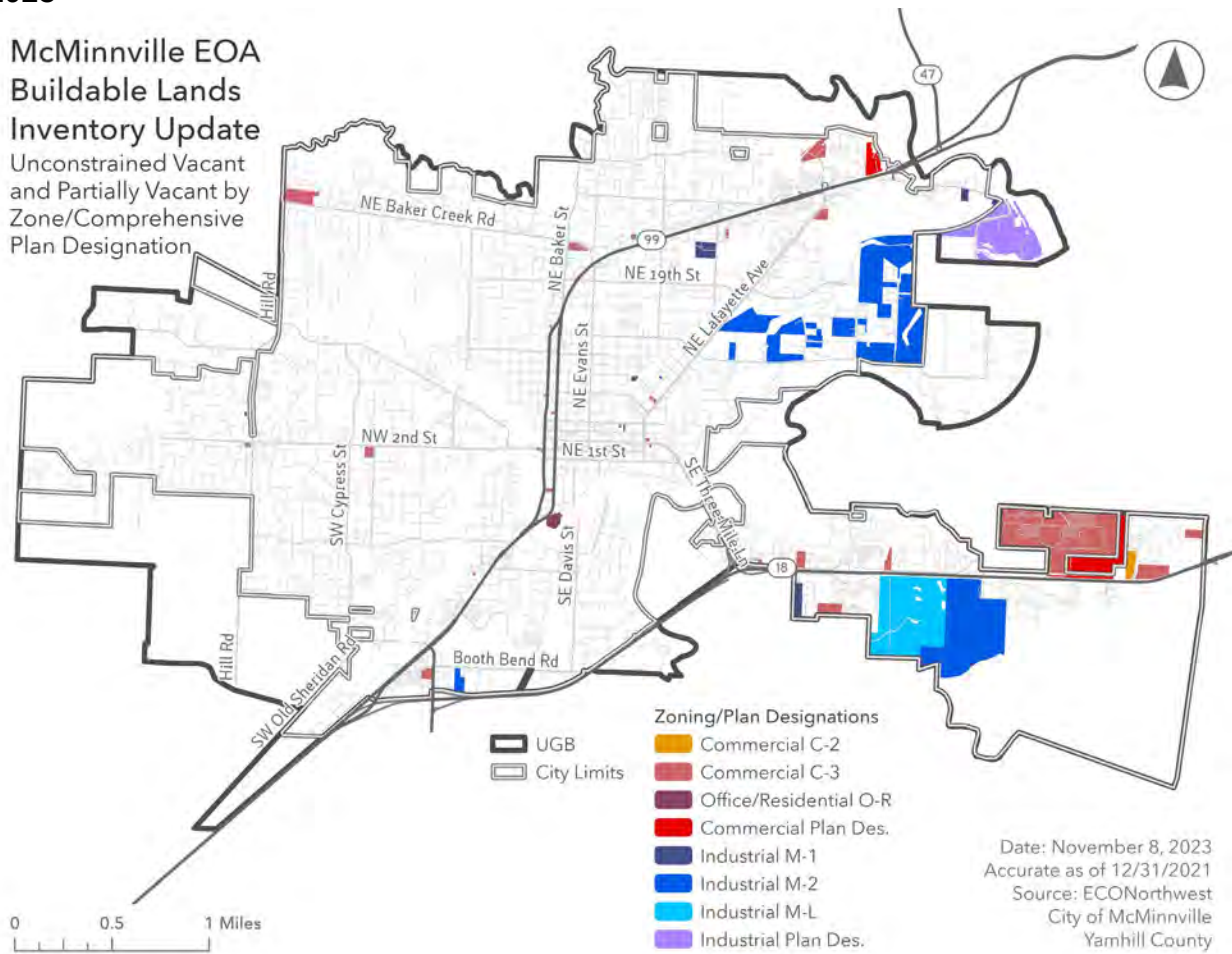 McMinnville EOA
Buildable Lands
Inventory Update
Unconstrained Vacant
and Partially Vacant by
Zone/Comprehensive
Plan Designation
47
NE Baker Creek Rd
NE Baker St
99
NE 19th St
Hill Rd
NE Lafayette Ave
NE Evans St
NW 2nd St
NE 1st St
SW Cypress St
SE Three Mile Ln
SE Davis St
18
Hill Rd
Booth Bend Rd
SW Old Sheridan Rd
UGB
City Limits
Zoning/Plan Designations
Commercial C-2
Commercial C-3
Office/Residential O-R
Commercial Plan Des.
Industrial M-1
Industrial M-2
Industrial M-L
Industrial Plan Des.
Date: November 8, 2023
Accurate as of 12/31/2021
Source: ECONorthwest
City of McMinnville
Yamhill County
0 0.5 1 Miles